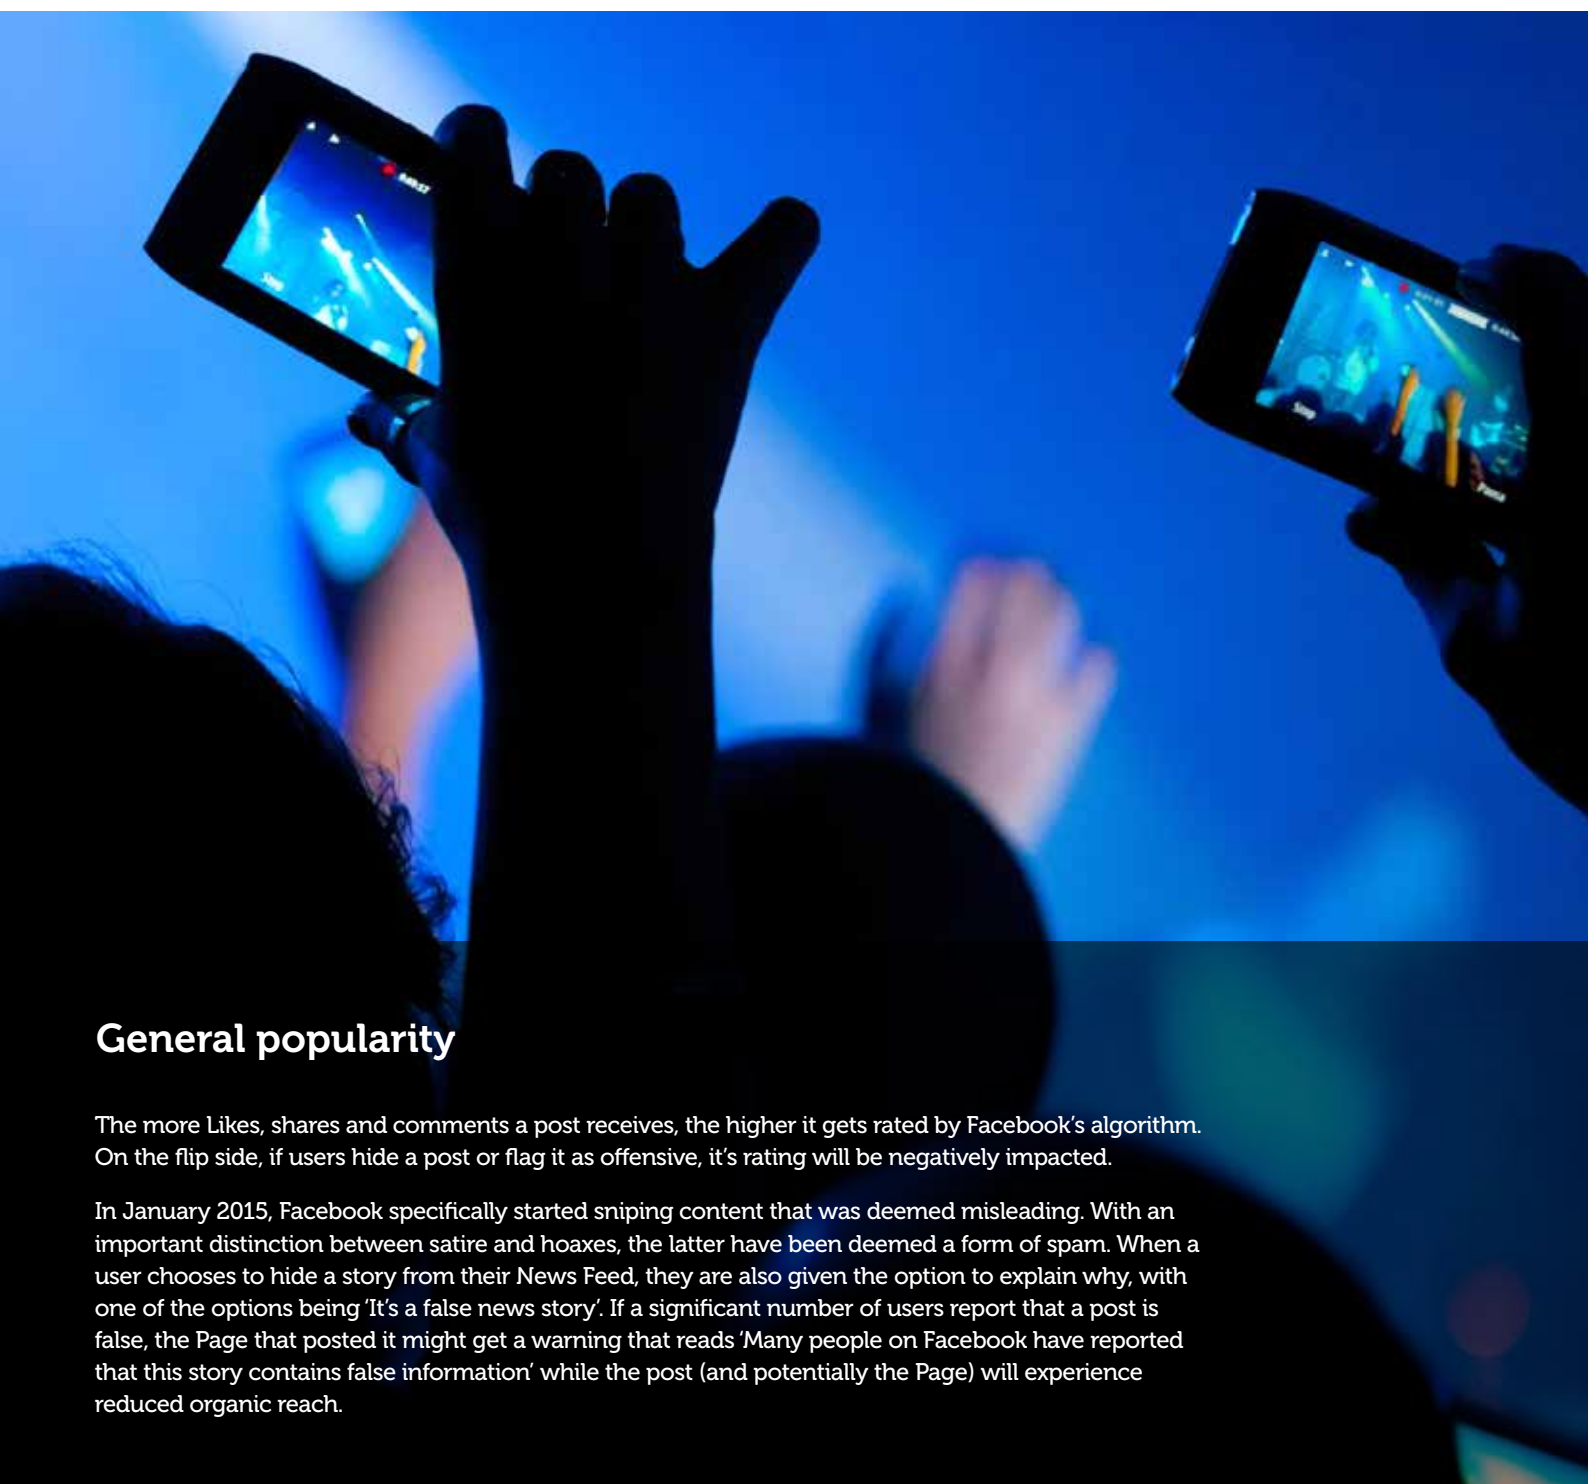 0:00:57
Stop
Stop
Pausa
General popularity
The more Likes, shares and comments a post receives, the higher it gets rated by Facebook’s algorithm.
On the flip side, if users hide a post or flag it as offensive, it’s rating will be negatively impacted.
In January 2015, Facebook specifically started sniping content that was deemed misleading. With an
important distinction between satire and hoaxes, the latter have been deemed a form of spam. When a
user chooses to hide a story from their News Feed, they are also given the option to explain why, with
one of the options being ‘It’s a false news story’. If a significant number of users report that a post is
false, the Page that posted it might get a warning that reads ‘Many people on Facebook have reported
that this story contains false information’ while the post (and potentially the Page) will experience
reduced organic reach.